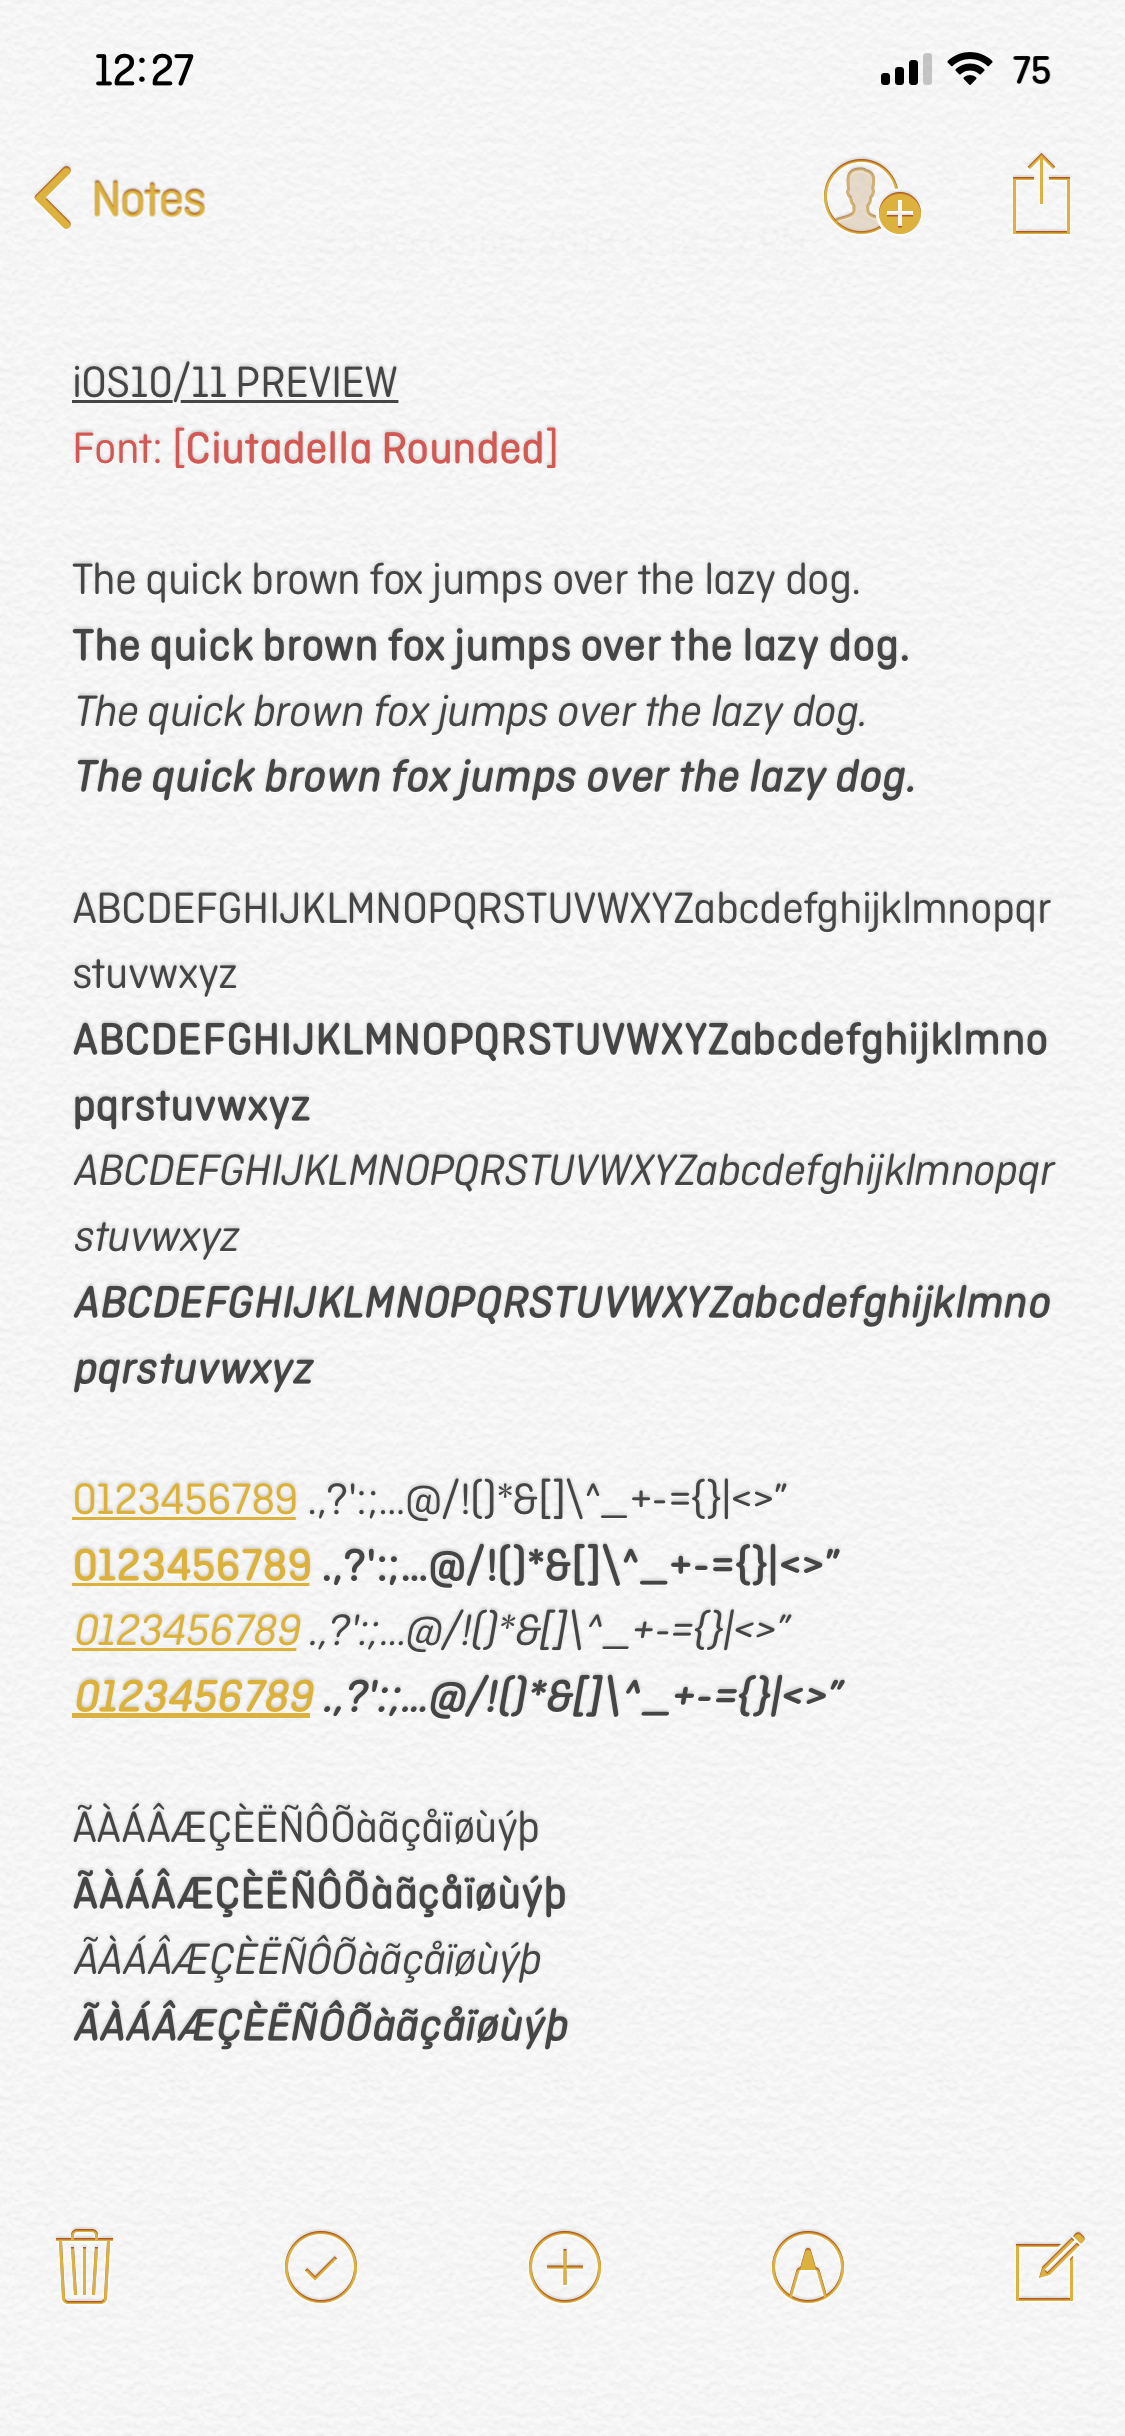 12:27
75
Notes
iOS10/11 PREVIEW
Font: [Ciutadella Rounded]
The quick brown fox jumps over the lazy dog.
The quick brown fox jumps over the lazy dog.
The quick brown fox jumps over the lazy dog.
The quick brown fox jumps over the lazy dog.
ABCDEFGHIJKLMNOPQRSTUVWXYZabcdefghijklmnopqr
stuvwxyz
ABCDEFGHIJKLMNOPQRSTUVWXYZabcdefghijklmno
pqrstuvwxyz
ABCDEFGHIJKLMNOPQRSTUVWXYZabcdefghijklmnopqr
stuvwxyz
ABCDEFGHIJKLMNOPQRSTUVWXYZabcdefghijklmno
pqrstuvwxyz
0123456789 .,?':;...@/!()*&[]\^_+-={}|<>”
0123456789 .,?':;...@/!()*&[]\^_+-={}|<>”
0123456789 .,?':;...@/!()*&[]\^_+-={}|<>”
0123456789 .,?':;...@/!()*&[]\^_+-={}|<>”
ÃÀÁÂÆÇÈËÑÔÕàãçåïøùýþ
ÃÀÁÂÆÇÈËÑÔÕàãçåïøùýþ
ÃÀÁÂÆÇÈËÑÔÕàãçåïøùýþ
ÃÀÁÂÆÇÈËÑÔÕàãçåïøùýþ